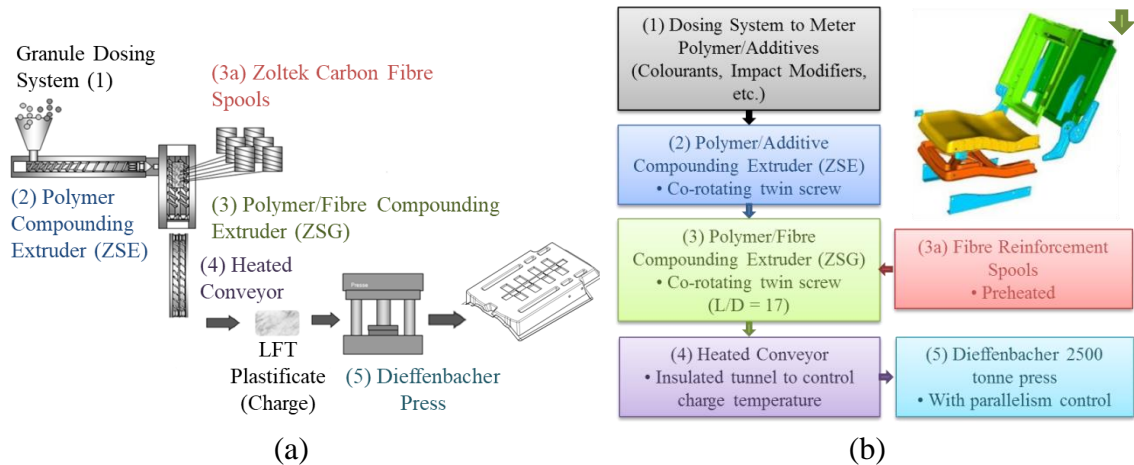 Granule Dosing
System (1)
(3a) Zoltek Carbon Fibre
Spools
(2) Polymer
Compounding
Extruder (ZSE)
(3) Polymer/Fibre Compounding
Extruder (ZSG)
(4) Heated
Conveyor
LFT
Plastificate
(Charge)
Presse
(5) Dieffenbacher
Press
(a)
(1) Dosing System to Meter
Polymer/Additives
(Colourants, Impact Modifiers,
etc.)
(2) Polymer/Additive
Compounding Extruder (ZSE)
• Co-rotating twin screw
(3) Polymer/Fibre
Compounding Extruder (ZSG)
• Co-rotating twin screw
(L/D = 17)
(3a) Fibre Reinforcement
Spools
• Preheated
(4) Heated Conveyor
• Insulated tunnel to control
charge temperature
(5) Dieffenbacher 2500
tonne press
• With parallelism control
(b)